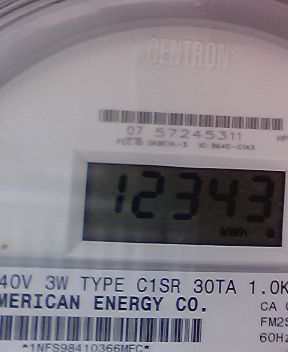 CENTRON®
07 57245311
12343
kWh
40V 3W TYPE C1SR 30TA 1.0K
MERICAN ENERGY CO.
CA
FM2S
60Hz
*1NFS98410366MFC*